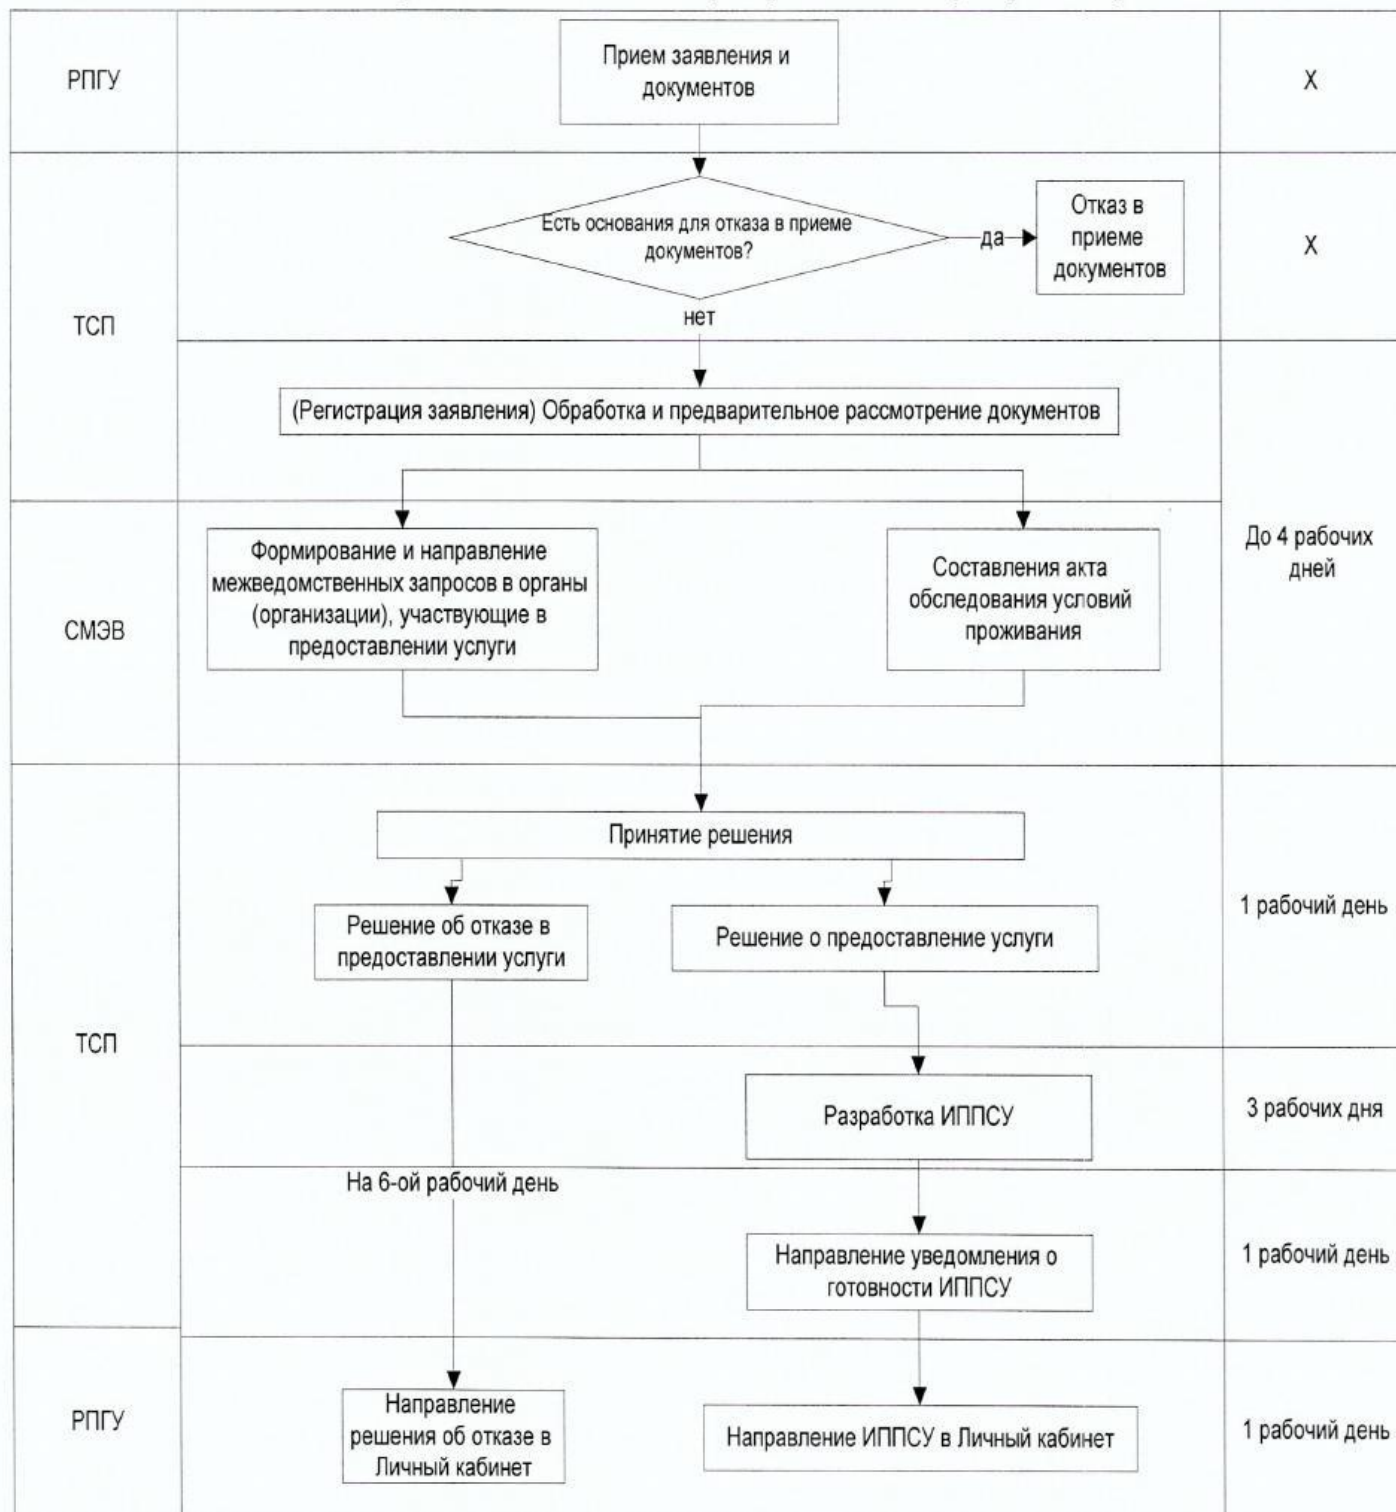 РПГУ
Прием заявления и
документов
X
ТСП
Есть основания для отказа в приеме
документов?
да
Отказ в
приеме
документов
X
нет
(Регистрация заявления) Обработка и предварительное рассмотрение документов
До 4 рабочих
дней
СМЭВ
Формирование и направление
межведомственных запросов в органы
(организации), участвующие в
предоставлении услуги
Составления акта
обследования условий
проживания
ТСП
Принятие решения
Решение об отказе в
предоставлении услуги
Решение о предоставление услуги
1 рабочий день
Разработка ИППСУ
3 рабочих дня
На 6-ой рабочий день
Направление уведомления о
готовности ИППСУ
1 рабочий день
РПГУ
Направление
решения об отказе в
Личный кабинет
Направление ИППСУ в Личный кабинет
1 рабочий день